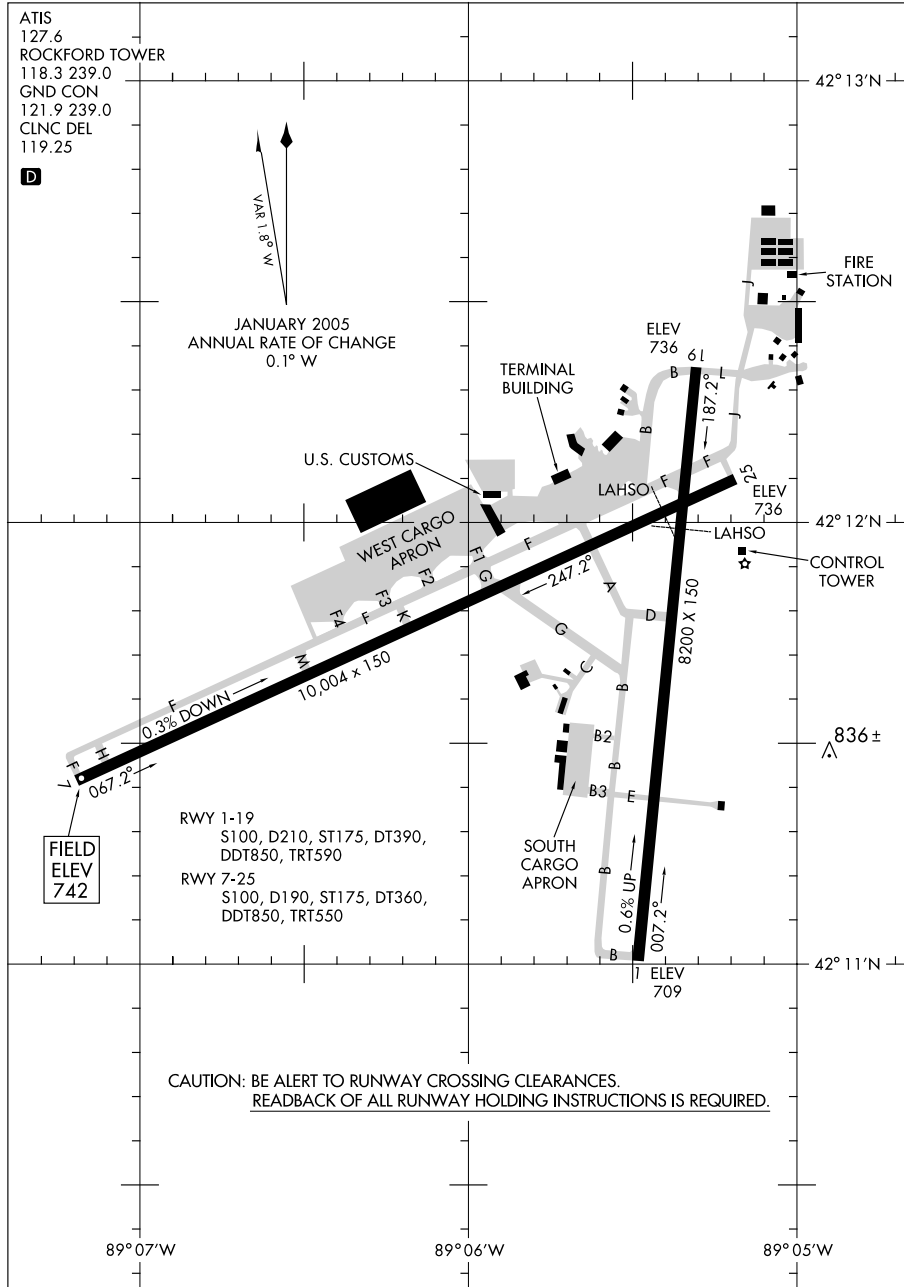 ATIS
127.6
ROCKFORD TOWER
118.3 239.0
GND CON
121.9 239.0
CLNC DEL
119.25
D
42° 13'N
VAR 1.8° W
JANUARY 2005
ANNUAL RATE OF CHANGE
0.1° W
FIRE
STATION
J
ELEV
736
19
B
L
187.2°
J
B
TERMINAL
BUILDING
U.S. CUSTOMS
LAHSO
F
F
25
ELEV
736
42° 12'N
LAHSO
CONTROL
TOWER
WEST CARGO
APRON
F
F1
G
F2
F3
K
F
F4
M
247.2°
A
D
8200 X 150
G
C
B
10,004 x 150
F
0.3% DOWN
H
F
7
067.2°
836 ±
B2
B
B3
E
FIELD
ELEV
742
RWY 1-19
S100, D210, ST175, DT390,
DDT850, TRT590
RWY 7-25
S100, D190, ST175, DT360,
DDT850, TRT550
SOUTH
CARGO
APRON
B
0.6% UP
007.2°
B
1
ELEV
709
42° 11'N
CAUTION: BE ALERT TO RUNWAY CROSSING CLEARANCES.
READBACK OF ALL RUNWAY HOLDING INSTRUCTIONS IS REQUIRED.
89° 07'W
89° 06'W
89° 05'W